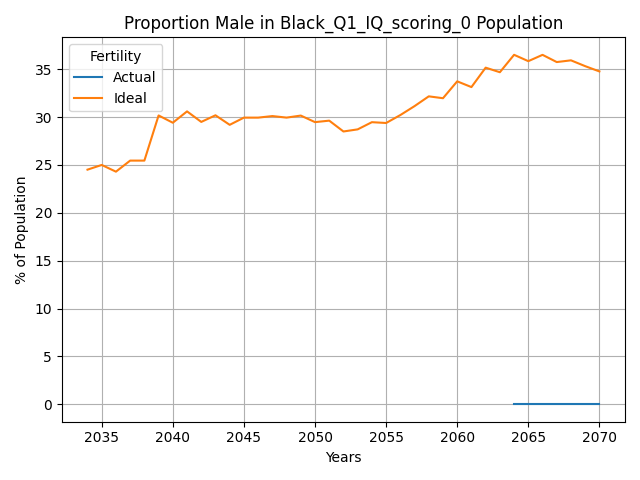 Proportion Male in Black_Q1_IQ_scoring_0 Population
Fertility
Actual
Ideal
% of Population
35
30
25
20
15
10
5
0
2035 2040 2045 2050 2055 2060 2065 2070
Years